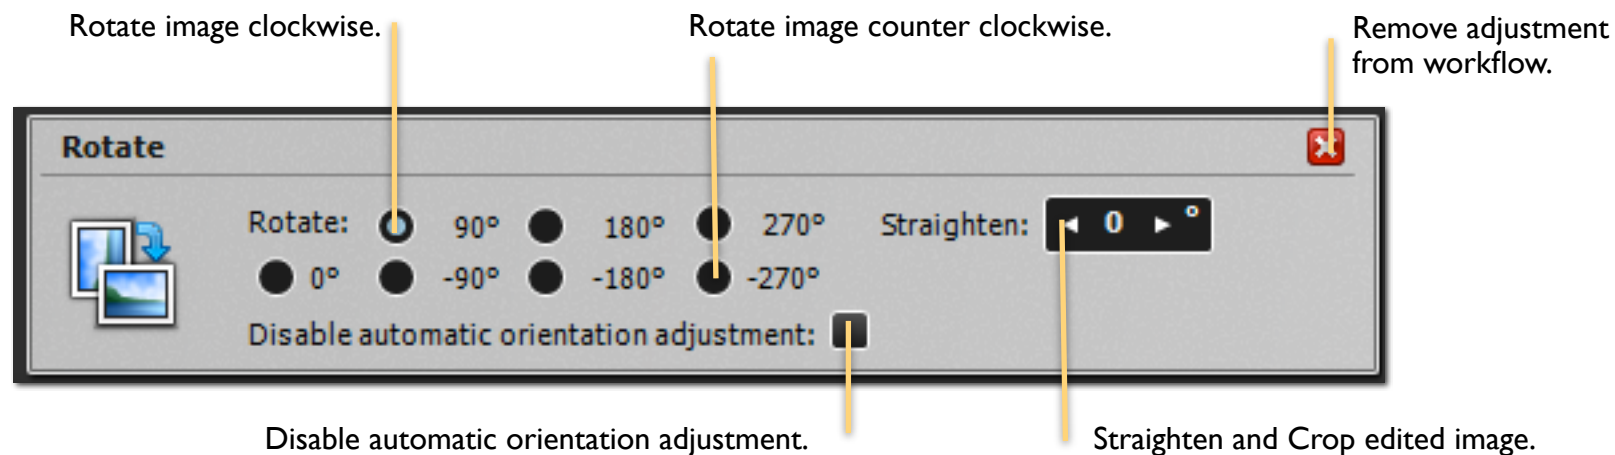 Rotate image clockwise.
Rotate image counter clockwise.
Remove adjustment
from workflow.
Rotate
Rotate: 90° 180° 270° Straighten: 0 °
0° -90° -180° -270°
Disable automatic orientation adjustment:
Disable automatic orientation adjustment.
Straighten and Crop edited image.